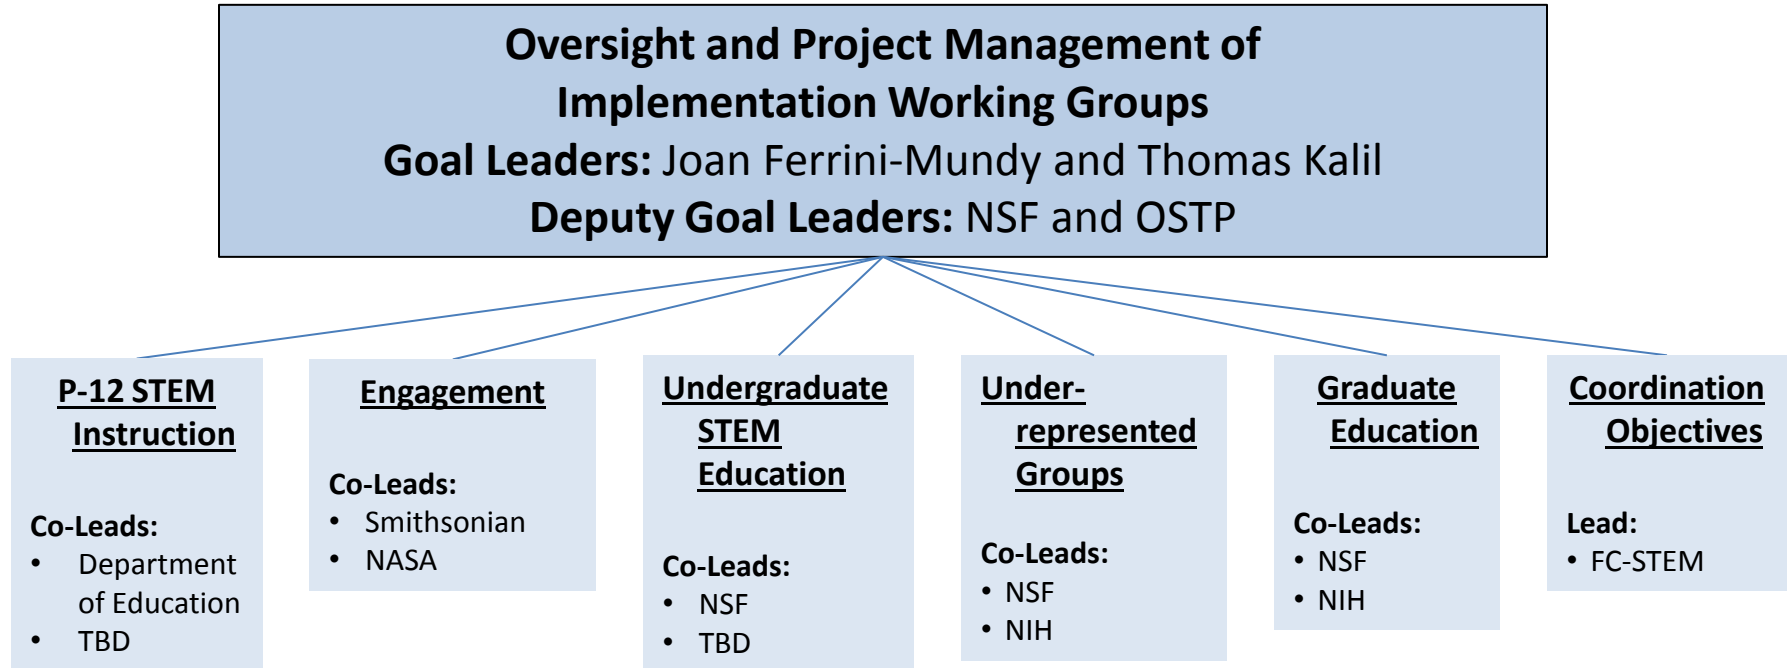 Oversight and Project Management of
Implementation Working Groups
Goal Leaders: Joan Ferrini-Mundy and Thomas Kalil
Deputy Goal Leaders: NSF and OSTP
P-12 STEM
Instruction
Co-Leads:
• Department
of Education
• TBD
Engagement
Co-Leads:
• Smithsonian
• NASA
Undergraduate
STEM
Education
Co-Leads:
• NSF
• TBD
Under-
represented
Groups
Co-Leads:
• NSF
• NIH
Graduate
Education
Co-Leads:
• NSF
• NIH
Coordination
Objectives
Lead:
• FC-STEM